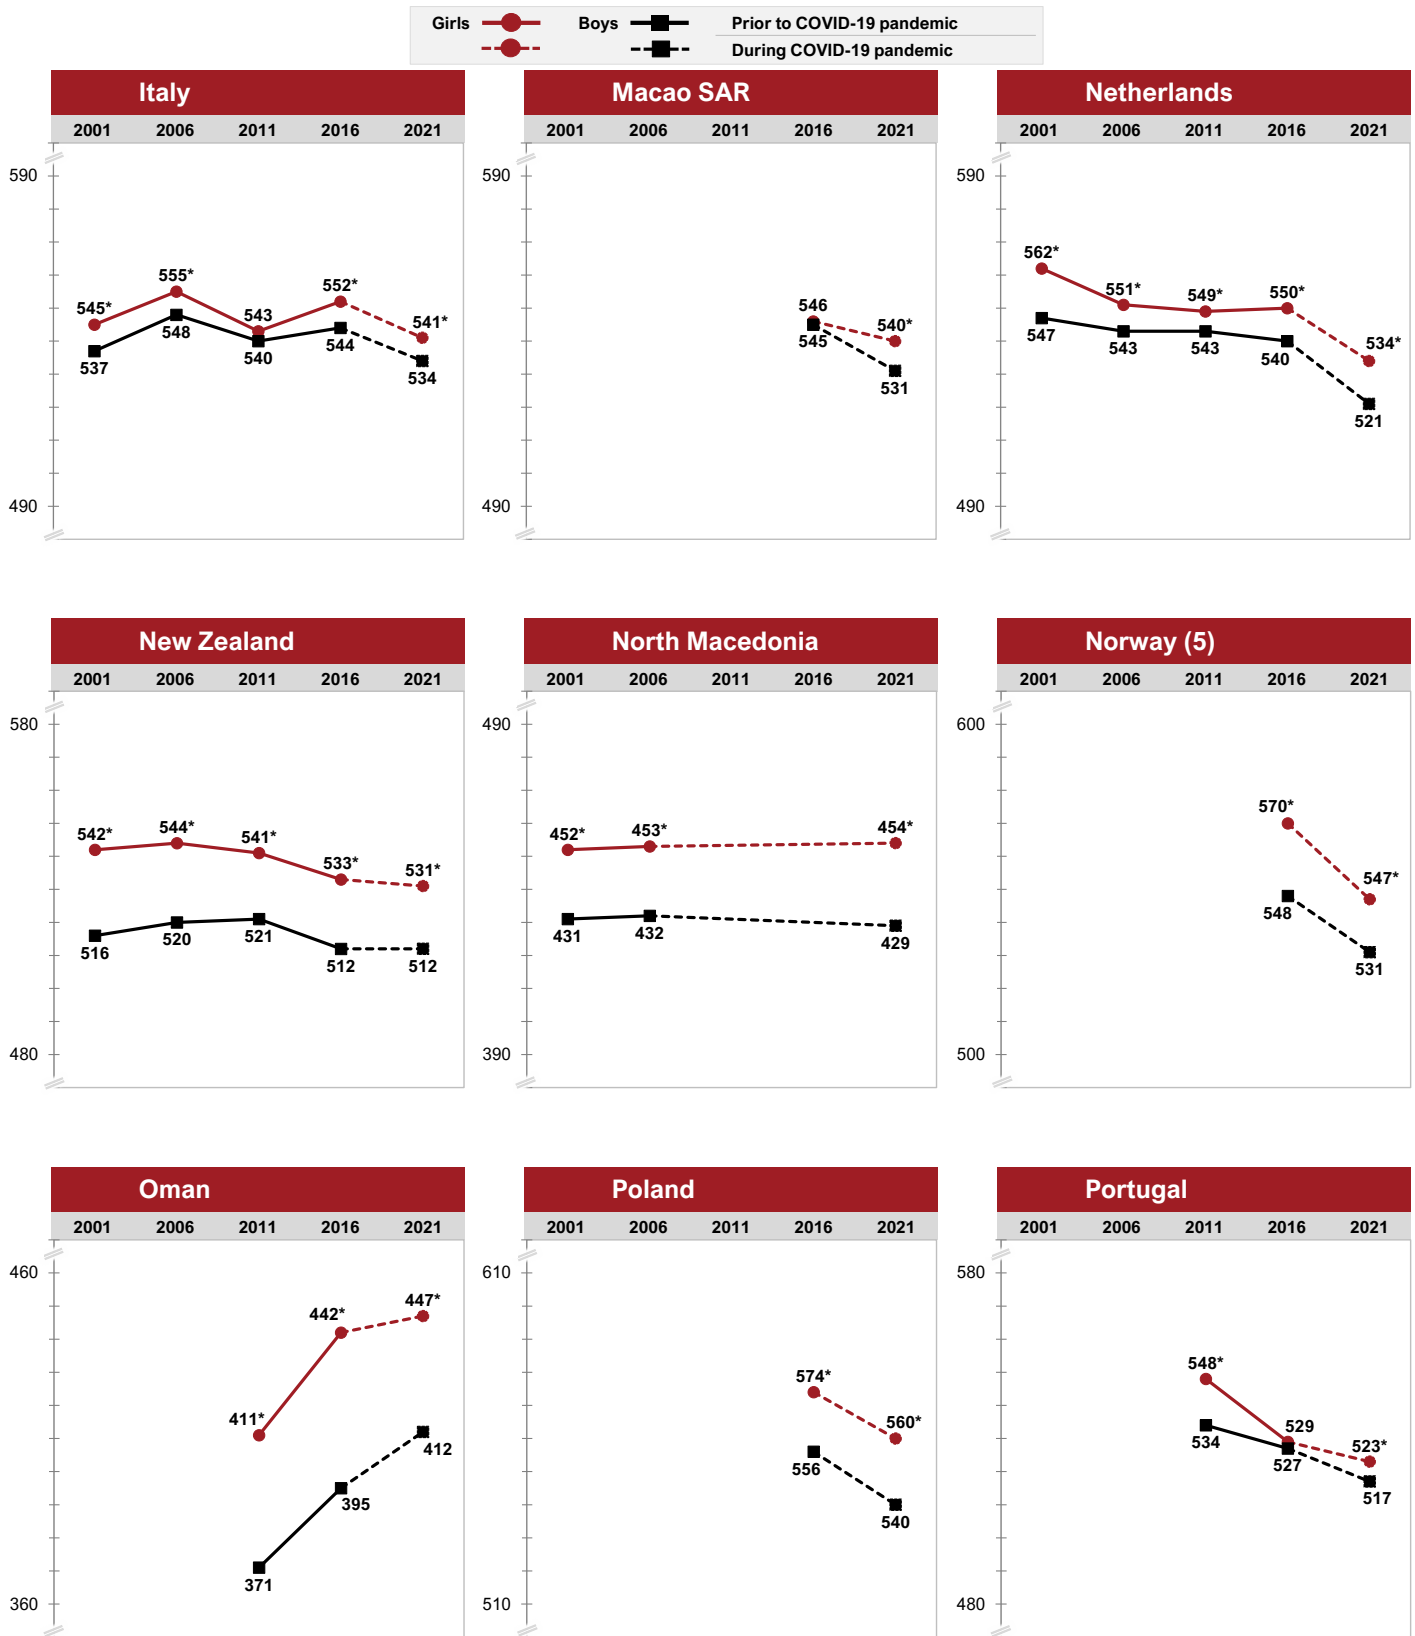 Girls Boys Prior to COVID-19 pandemic
During COVID-19 pandemic
Italy
2001 2006 2011 2016 2021
590
545* 555* 543 552* 541*
537 548 540 544 534
490
Macao SAR
2001 2006 2011 2016 2021
590
546 540*
545 531
490
Netherlands
2001 2006 2011 2016 2021
590
562* 551* 549* 550* 534*
547 543 543 540 521
490
New Zealand
2001 2006 2011 2016 2021
580
542* 544* 541* 533* 531*
516 520 521 512 512
480
North Macedonia
2001 2006 2011 2016 2021
490
452* 453* 454*
431 432 429
390
Norway (5)
2001 2006 2011 2016 2021
600
570* 547*
548 531
500
Oman
2001 2006 2011 2016 2021
460
411* 442* 447*
371 395 412
360
Poland
2001 2006 2011 2016 2021
610
574* 560*
556 540
510
Portugal
2001 2006 2011 2016 2021
580
548* 529 523*
534 527 517
480